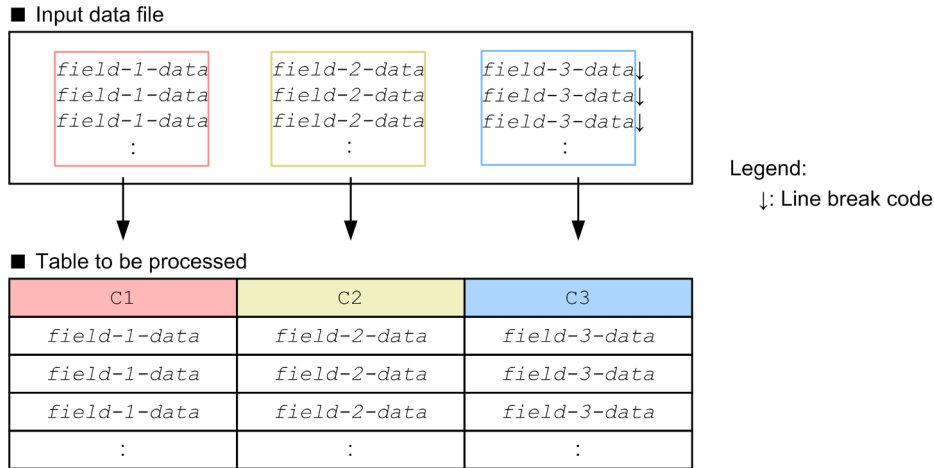 ■ Input data file
field-1-data field-2-data field-3-data↓
field-1-data field-2-data field-3-data↓
field-1-data field-2-data field-3-data↓
: : :
Legend:
↓: Line break code
■ Table to be processed
C1 C2 C3
field-1-data field-2-data field-3-data
field-1-data field-2-data field-3-data
field-1-data field-2-data field-3-data
: : :